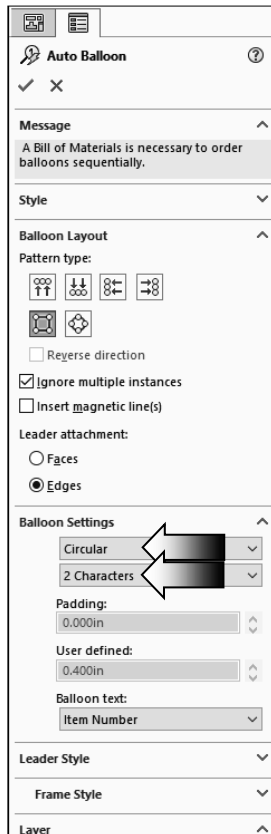 Auto Balloon
?
Message
A Bill of Materials is necessary to order
balloons sequentially.
Style
Balloon Layout
Pattern type:
Reverse direction
Ignore multiple instances
Insert magnetic line(s)
Leader attachment:
Faces
Edges
Balloon Settings
Circular
2 Characters
Padding:
0.000in
User defined:
0.400in
Balloon text:
Item Number
Leader Style
Frame Style
Layer